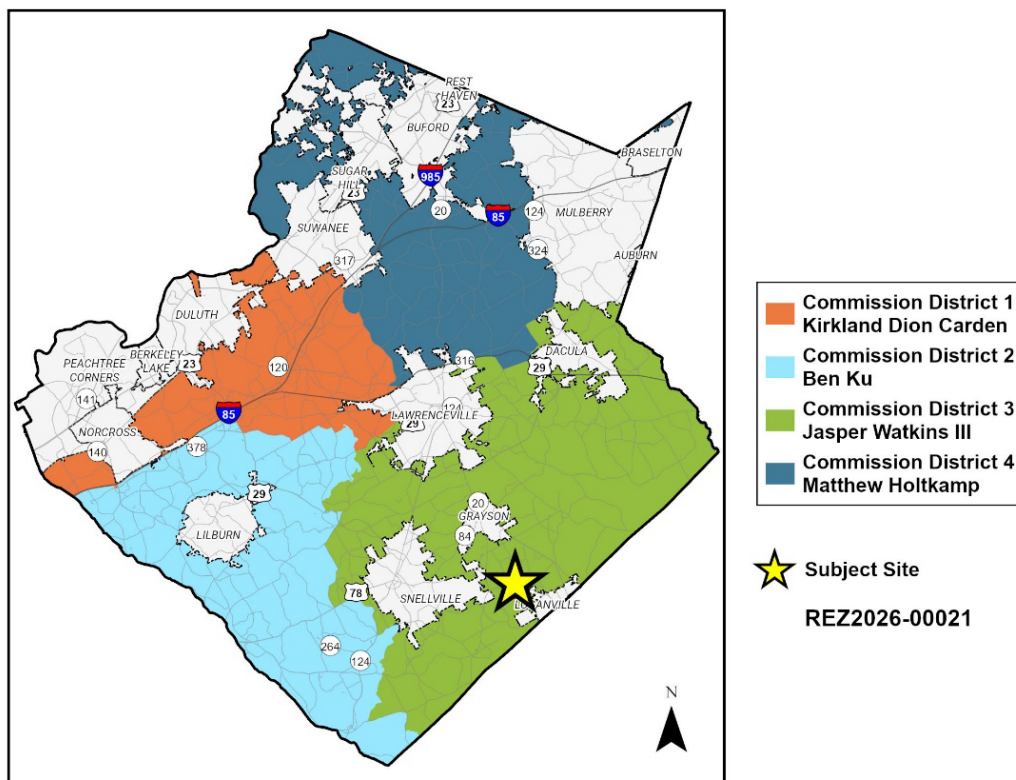 REST
HAVEN
23
BUFORD
BRASELTON
985
SUGAR
HILL
23
20
85
124
MULBERRY
SUWANEE
324
AUBURN
317
DULUTH
BERKELEY
LAKE
23
PEACHTREE
CORNERS
120
316
DACULA
29
141
85
124
LAWRENCEVILLE
29
NORCROSS
140
378
29
20
GRAYSON
84
LILBURN
78
SNELLVILLE
264
124
N
Commission District 1
Kirkland Dion Carden
Commission District 2
Ben Ku
Commission District 3
Jasper Watkins III
Commission District 4
Matthew Holtkamp
Subject Site
REZ2026-00021